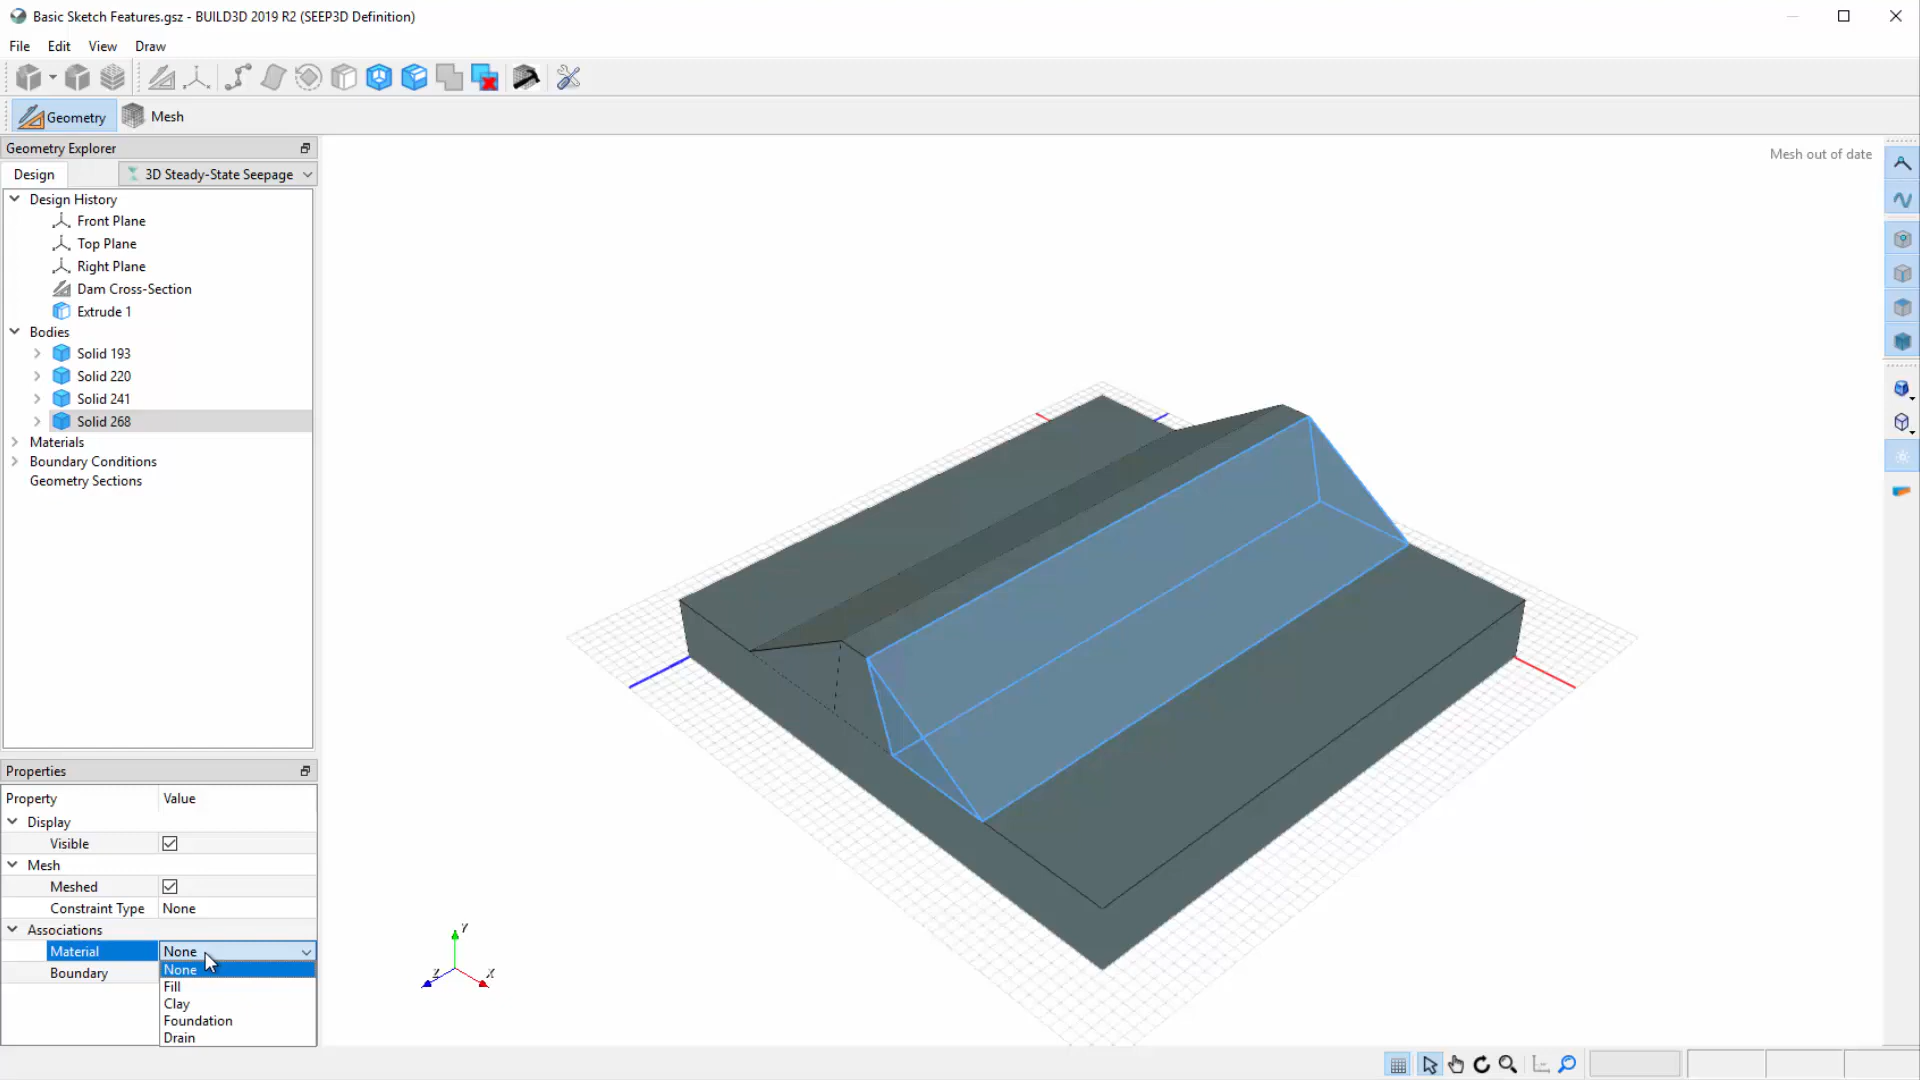 Basic Sketch Features.gsz - BUILD3D 2019 R2 (SEEP3D Definition)
File Edit View Draw
Geometry Mesh
Geometry Explorer
Design 3D Steady-State Seepage
Mesh out of date
Design History
Front Plane
Top Plane
Right Plane
Dam Cross-Section
Extrude 1
Bodies
Solid 193
Solid 220
Solid 241
Solid 268
Materials
Boundary Conditions
Geometry Sections
Properties
Property Value
Display
Visible
Mesh
Meshed
Constraint Type None
Associations
Material None
Boundary
None
Fill
Clay
Foundation
Drain
Y
Z X